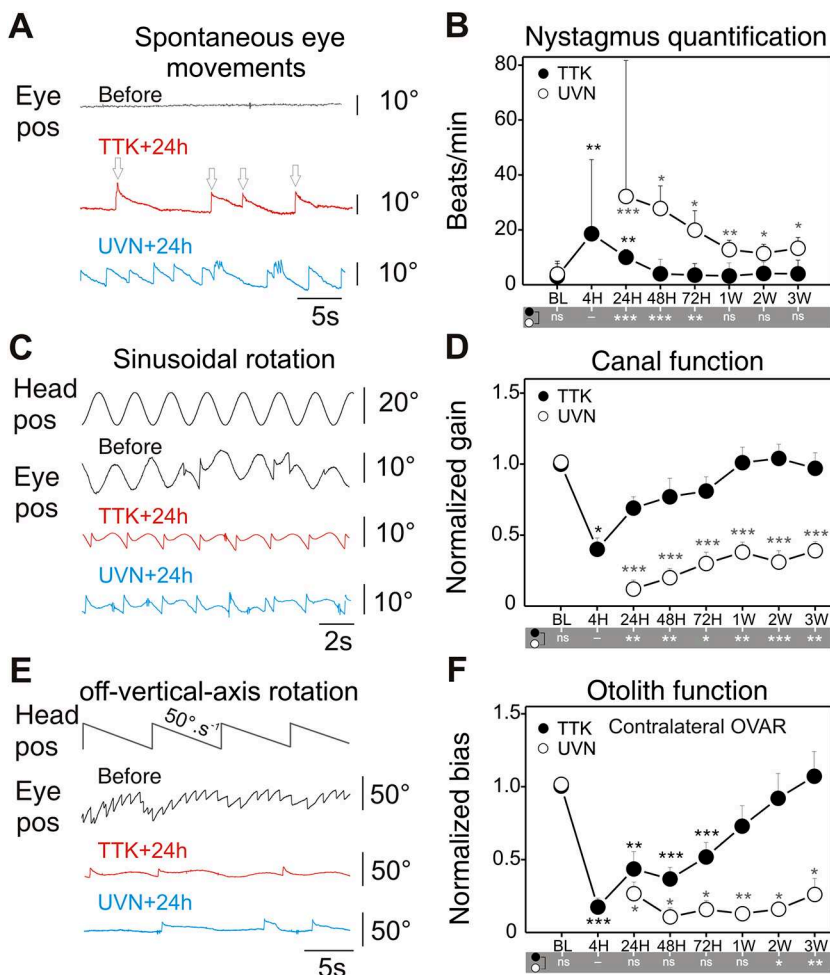 A
Spontaneous eye
movements
Eye
pos
Before
10°
TTK+24h
10°
UVN+24h
10°
5s
B
Nystagmus quantification
TTK
UVN
Beats/min
80
60
40
20
0
**
*** * * ** * *
**
BL 4H 24H 48H 72H 1W 2W 3W
ns – *** *** ** ns ns ns
C
Sinusoidal rotation
Head
pos
20°
Before
Eye
pos
10°
TTK+24h
10°
UVN+24h
10°
2s
D
Canal function
TTK
UVN
Normalized gain
1.5
1.0
0.5
0
*
*** *** *** *** *** ***
BL 4H 24H 48H 72H 1W 2W 3W
ns – ** ** * ** *** **
E
off-vertical-axis rotation
Head
pos
50°.s⁻¹
Before
Eye
pos
50°
TTK+24h
50°
UVN+24h
50°
5s
F
Otolith function
TTK
UVN
Contralateral OVAR
Normalized bias
1.5
1.0
0.5
0
*** ** *** ***
* * * ** * *
BL 4H 24H 48H 72H 1W 2W 3W
ns – ns ns ns ns * **